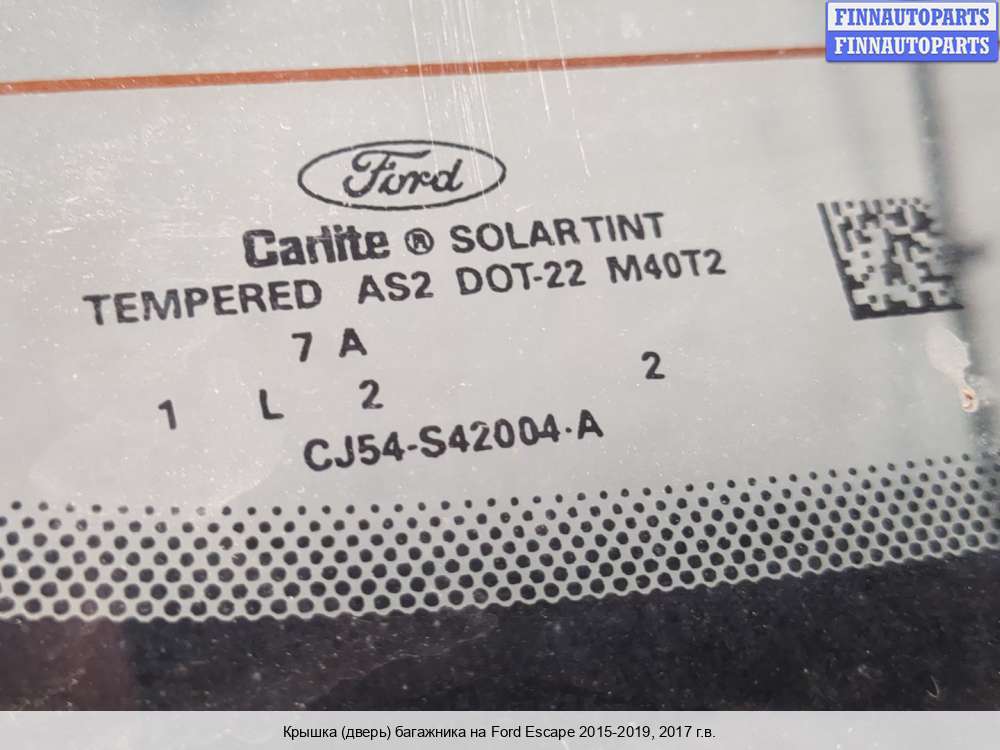 FINNAUTOPARTS
FINNAUTOPARTS
Ford
Carlite ® SOLARTINT
TEMPERED AS2 DOT-22 M40T2
7 A
1 L 2 2
CJ54-S42004-A
Крышка (дверь) багажника на Ford Escape 2015-2019, 2017 г.в.